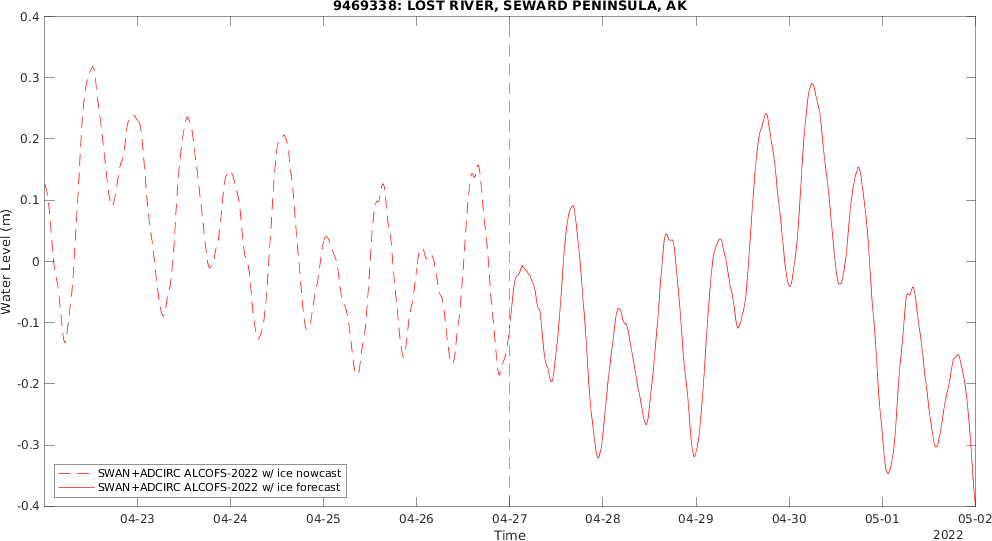 9469338: LOST RIVER, SEWARD PENINSULA, AK
Water Level (m)
0.4
0.3
0.2
0.1
0
-0.1
-0.2
-0.3
-0.4
SWAN+ADCIRC ALCOFS-2022 w/ ice nowcast
SWAN+ADCIRC ALCOFS-2022 w/ ice forecast
04-23 04-24 04-25 04-26 04-27 04-28 04-29 04-30 05-01 05-02
Time
2022